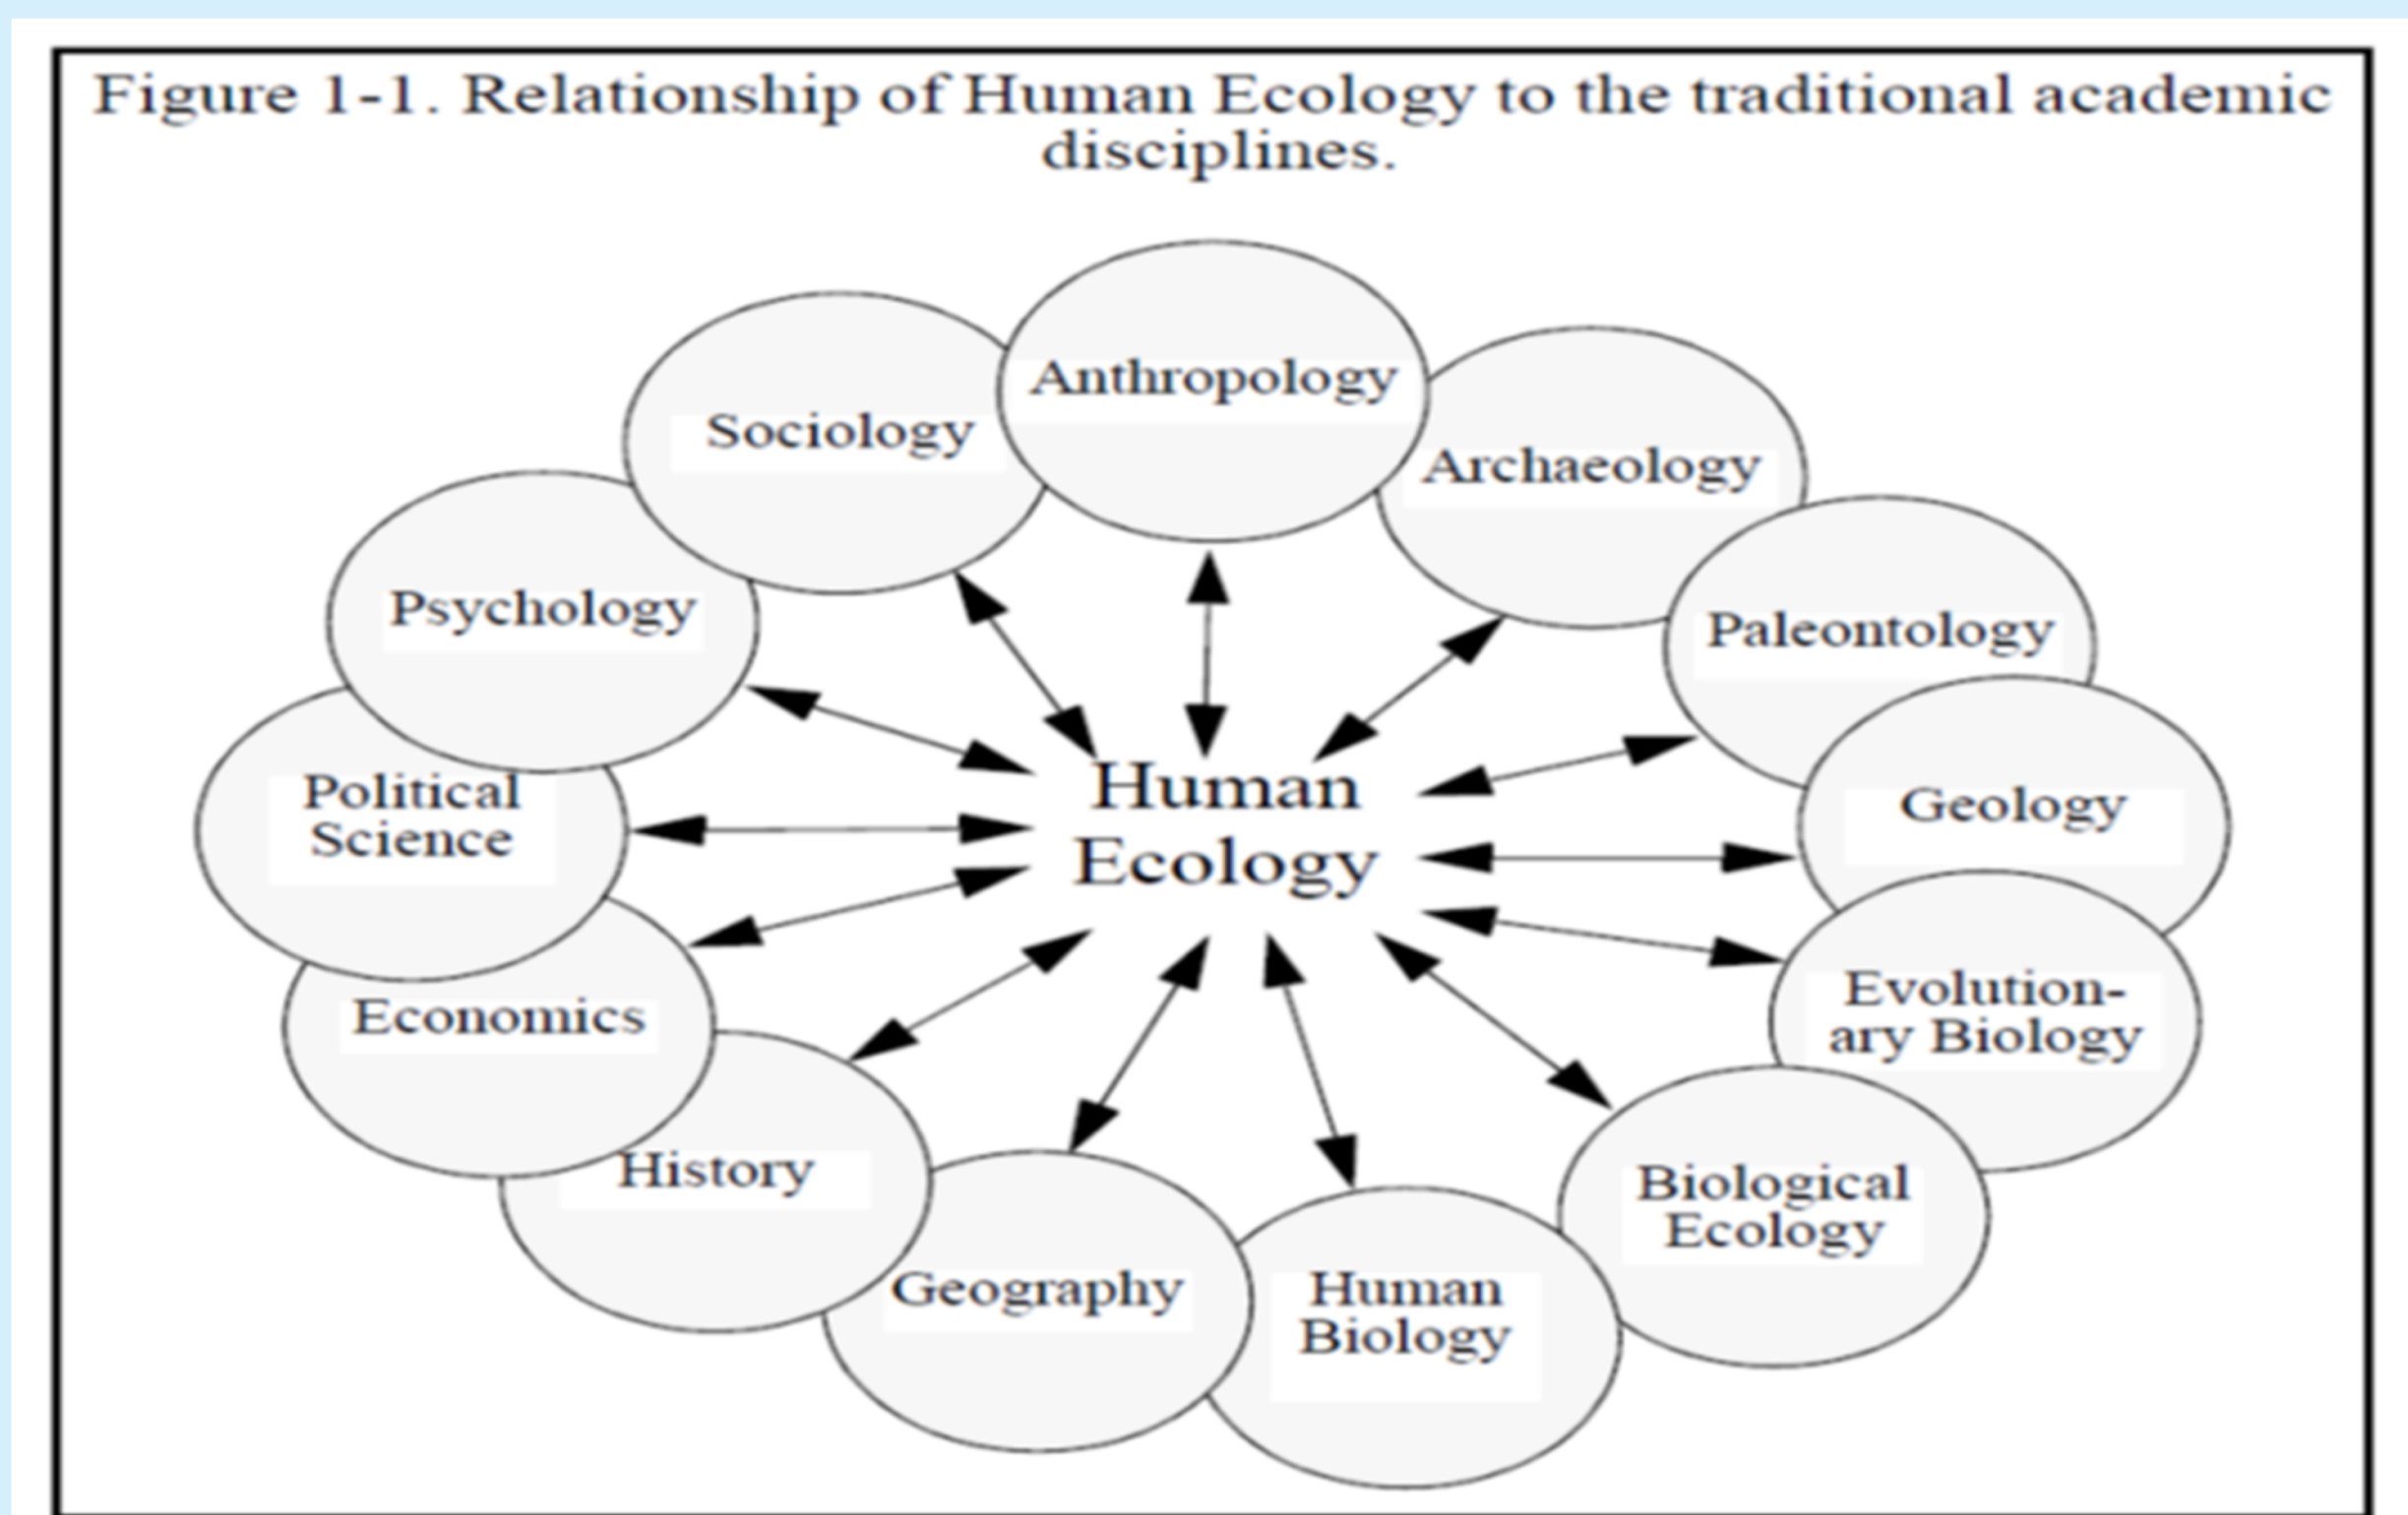 Figure 1-1. Relationship of Human Ecology to the traditional academic
disciplines.
Anthropology
Sociology
Archaeology
Psychology
Paleontology
Political
Science
Human
Ecology
Geology
Economics
Evolution-
ary Biology
History
Biological
Ecology
Geography
Human
Biology